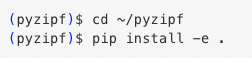 (pyzipf)$ cd ~/pyzipf
(pyzipf)$ pip install -e .